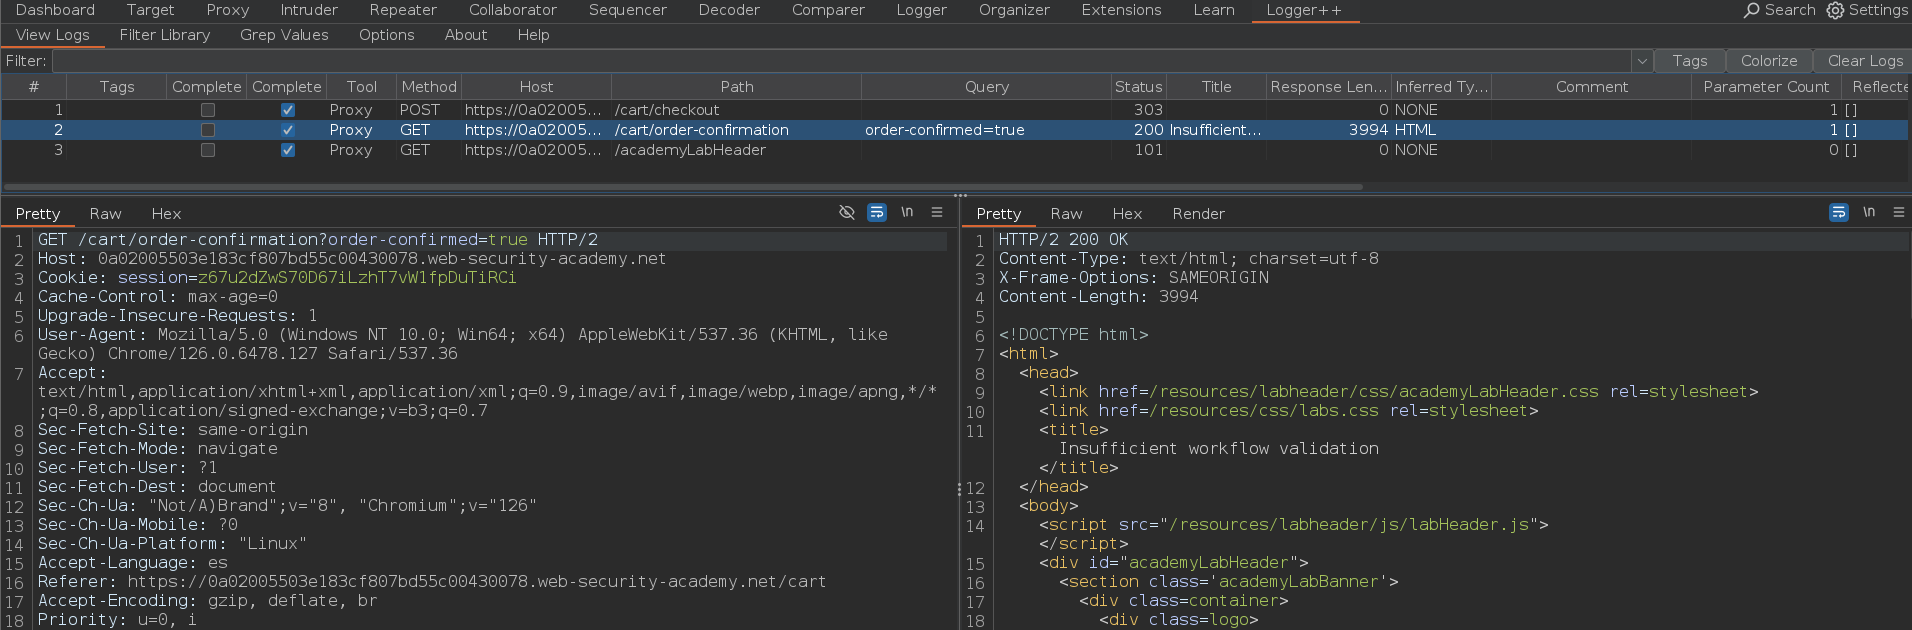 Dashboard Target Proxy Intruder Repeater Collaborator Sequencer Decoder Comparer Logger Organizer Extensions Learn Logger++ Search Settings
View Logs Filter Library Grep Values Options About Help
Filter: Tags Colorize Clear Logs
# Tags Complete Complete Tool Method Host Path Query Status Title Response Len... Inferred Ty... Comment Parameter Count Reflecte
1 Proxy POST https://0a02005... /cart/checkout 303 0 NONE 1 []
2 Proxy GET https://0a02005... /cart/order-confirmation order-confirmed=true 200 Insufficient... 3994 HTML 1 []
3 Proxy GET https://0a02005... /academyLabHeader 101 0 NONE 0 []
Pretty Raw Hex \n
1 GET /cart/order-confirmation?order-confirmed=true HTTP/2
2 Host: 0a02005503e183cf807bd55c00430078.web-security-academy.net
3 Cookie: session=z67u2dZwS70D67iLzhT7vW1fpDuTiRCi
4 Cache-Control: max-age=0
5 Upgrade-Insecure-Requests: 1
6 User-Agent: Mozilla/5.0 (Windows NT 10.0; Win64; x64) AppleWebKit/537.36 (KHTML, like
Gecko) Chrome/126.0.6478.127 Safari/537.36
7 Accept:
text/html,application/xhtml+xml,application/xml;q=0.9,image/avif,image/webp,image/apng,*/*
;q=0.8,application/signed-exchange;v=b3;q=0.7
8 Sec-Fetch-Site: same-origin
9 Sec-Fetch-Mode: navigate
10 Sec-Fetch-User: ?1
11 Sec-Fetch-Dest: document
12 Sec-Ch-Ua: "Not/A)Brand";v="8", "Chromium";v="126"
13 Sec-Ch-Ua-Mobile: ?0
14 Sec-Ch-Ua-Platform: "Linux"
15 Accept-Language: es
16 Referer: https://0a02005503e183cf807bd55c00430078.web-security-academy.net/cart
17 Accept-Encoding: gzip, deflate, br
18 Priority: u=0, i
Pretty Raw Hex Render \n
1 HTTP/2 200 OK
2 Content-Type: text/html; charset=utf-8
3 X-Frame-Options: SAMEORIGIN
4 Content-Length: 3994
5
6 <!DOCTYPE html>
7 <html>
8 <head>
9 <link href=/resources/labheader/css/academyLabHeader.css rel=stylesheet>
10 <link href=/resources/css/labs.css rel=stylesheet>
11 <title>
Insufficient workflow validation
</title>
12 </head>
13 <body>
14 <script src="/resources/labheader/js/labHeader.js">
</script>
15 <div id="academyLabHeader">
16 <section class='academyLabBanner'>
17 <div class=container>
18 <div class=logo>